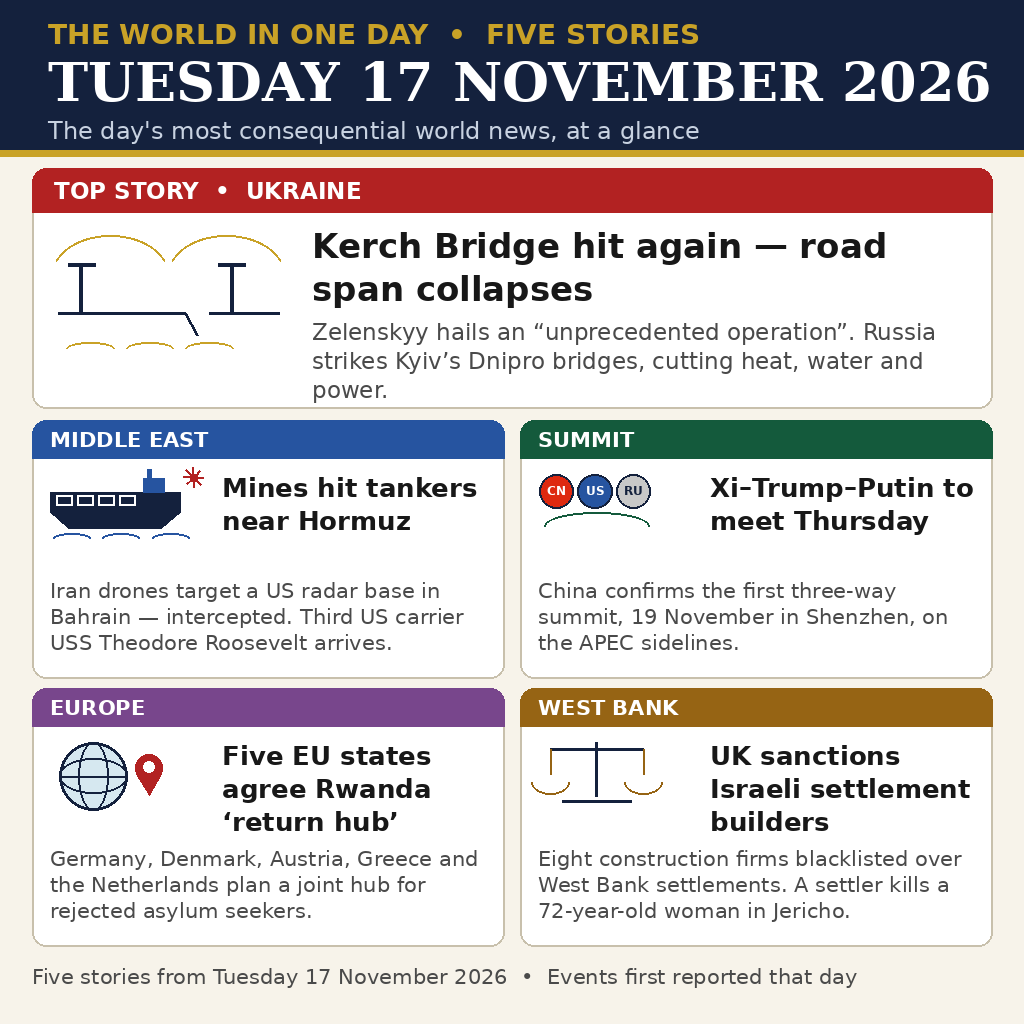 THE WORLD IN ONE DAY • FIVE STORIES
TUESDAY 17 NOVEMBER 2026
The day's most consequential world news, at a glance
TOP STORY • UKRAINE
Kerch Bridge hit again — road
span collapses
Zelenskyy hails an “unprecedented operation”. Russia
strikes Kyiv’s Dnipro bridges, cutting heat, water and
power.
MIDDLE EAST
Mines hit tankers
near Hormuz
Iran drones target a US radar base in
Bahrain — intercepted. Third US carrier
USS Theodore Roosevelt arrives.
SUMMIT
CN US RU
Xi–Trump–Putin to
meet Thursday
China confirms the first three-way
summit, 19 November in Shenzhen, on
the APEC sidelines.
EUROPE
Five EU states
agree Rwanda
‘return hub’
Germany, Denmark, Austria, Greece and
the Netherlands plan a joint hub for
rejected asylum seekers.
WEST BANK
UK sanctions
Israeli settlement
builders
Eight construction firms blacklisted over
West Bank settlements. A settler kills a
72-year-old woman in Jericho.
Five stories from Tuesday 17 November 2026 • Events first reported that day